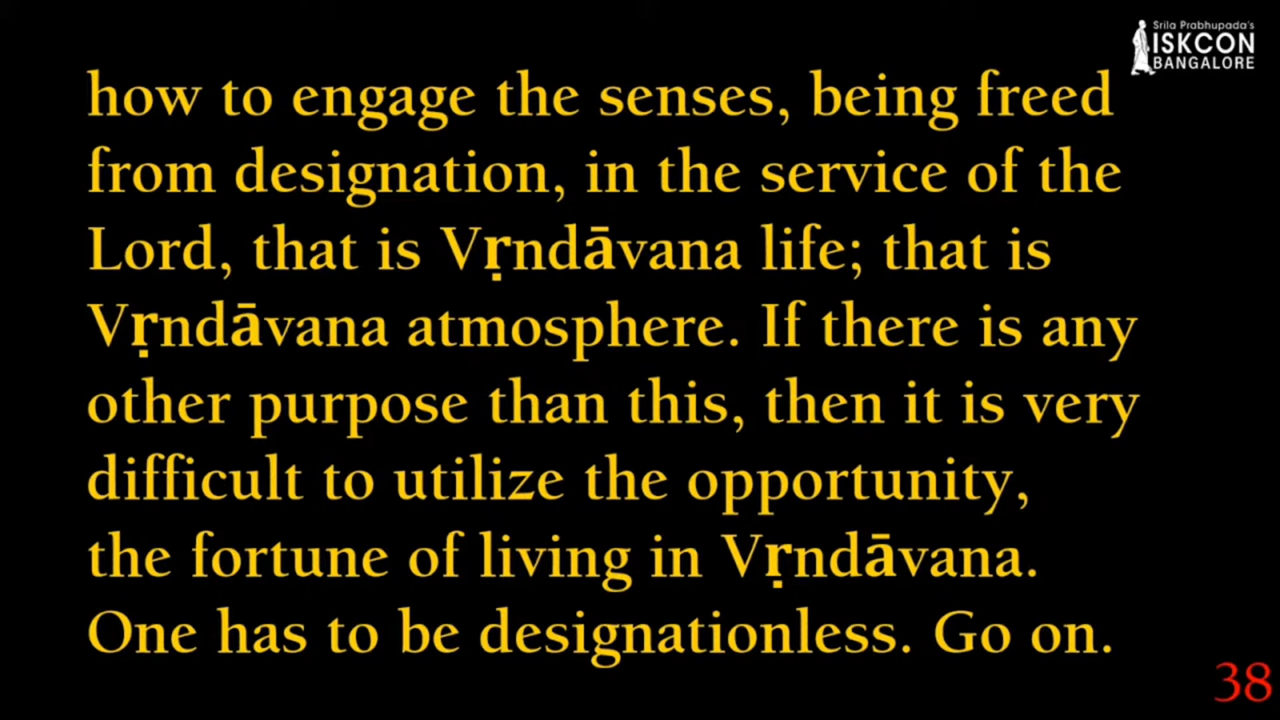 Srila Prabhupada's
ISKCON
BANGALORE
how to engage the senses, being freed
from designation, in the service of the
Lord, that is Vṛndāvana life; that is
Vṛndāvana atmosphere. If there is any
other purpose than this, then it is very
difficult to utilize the opportunity,
the fortune of living in Vṛndāvana.
One has to be designationless. Go on.
38